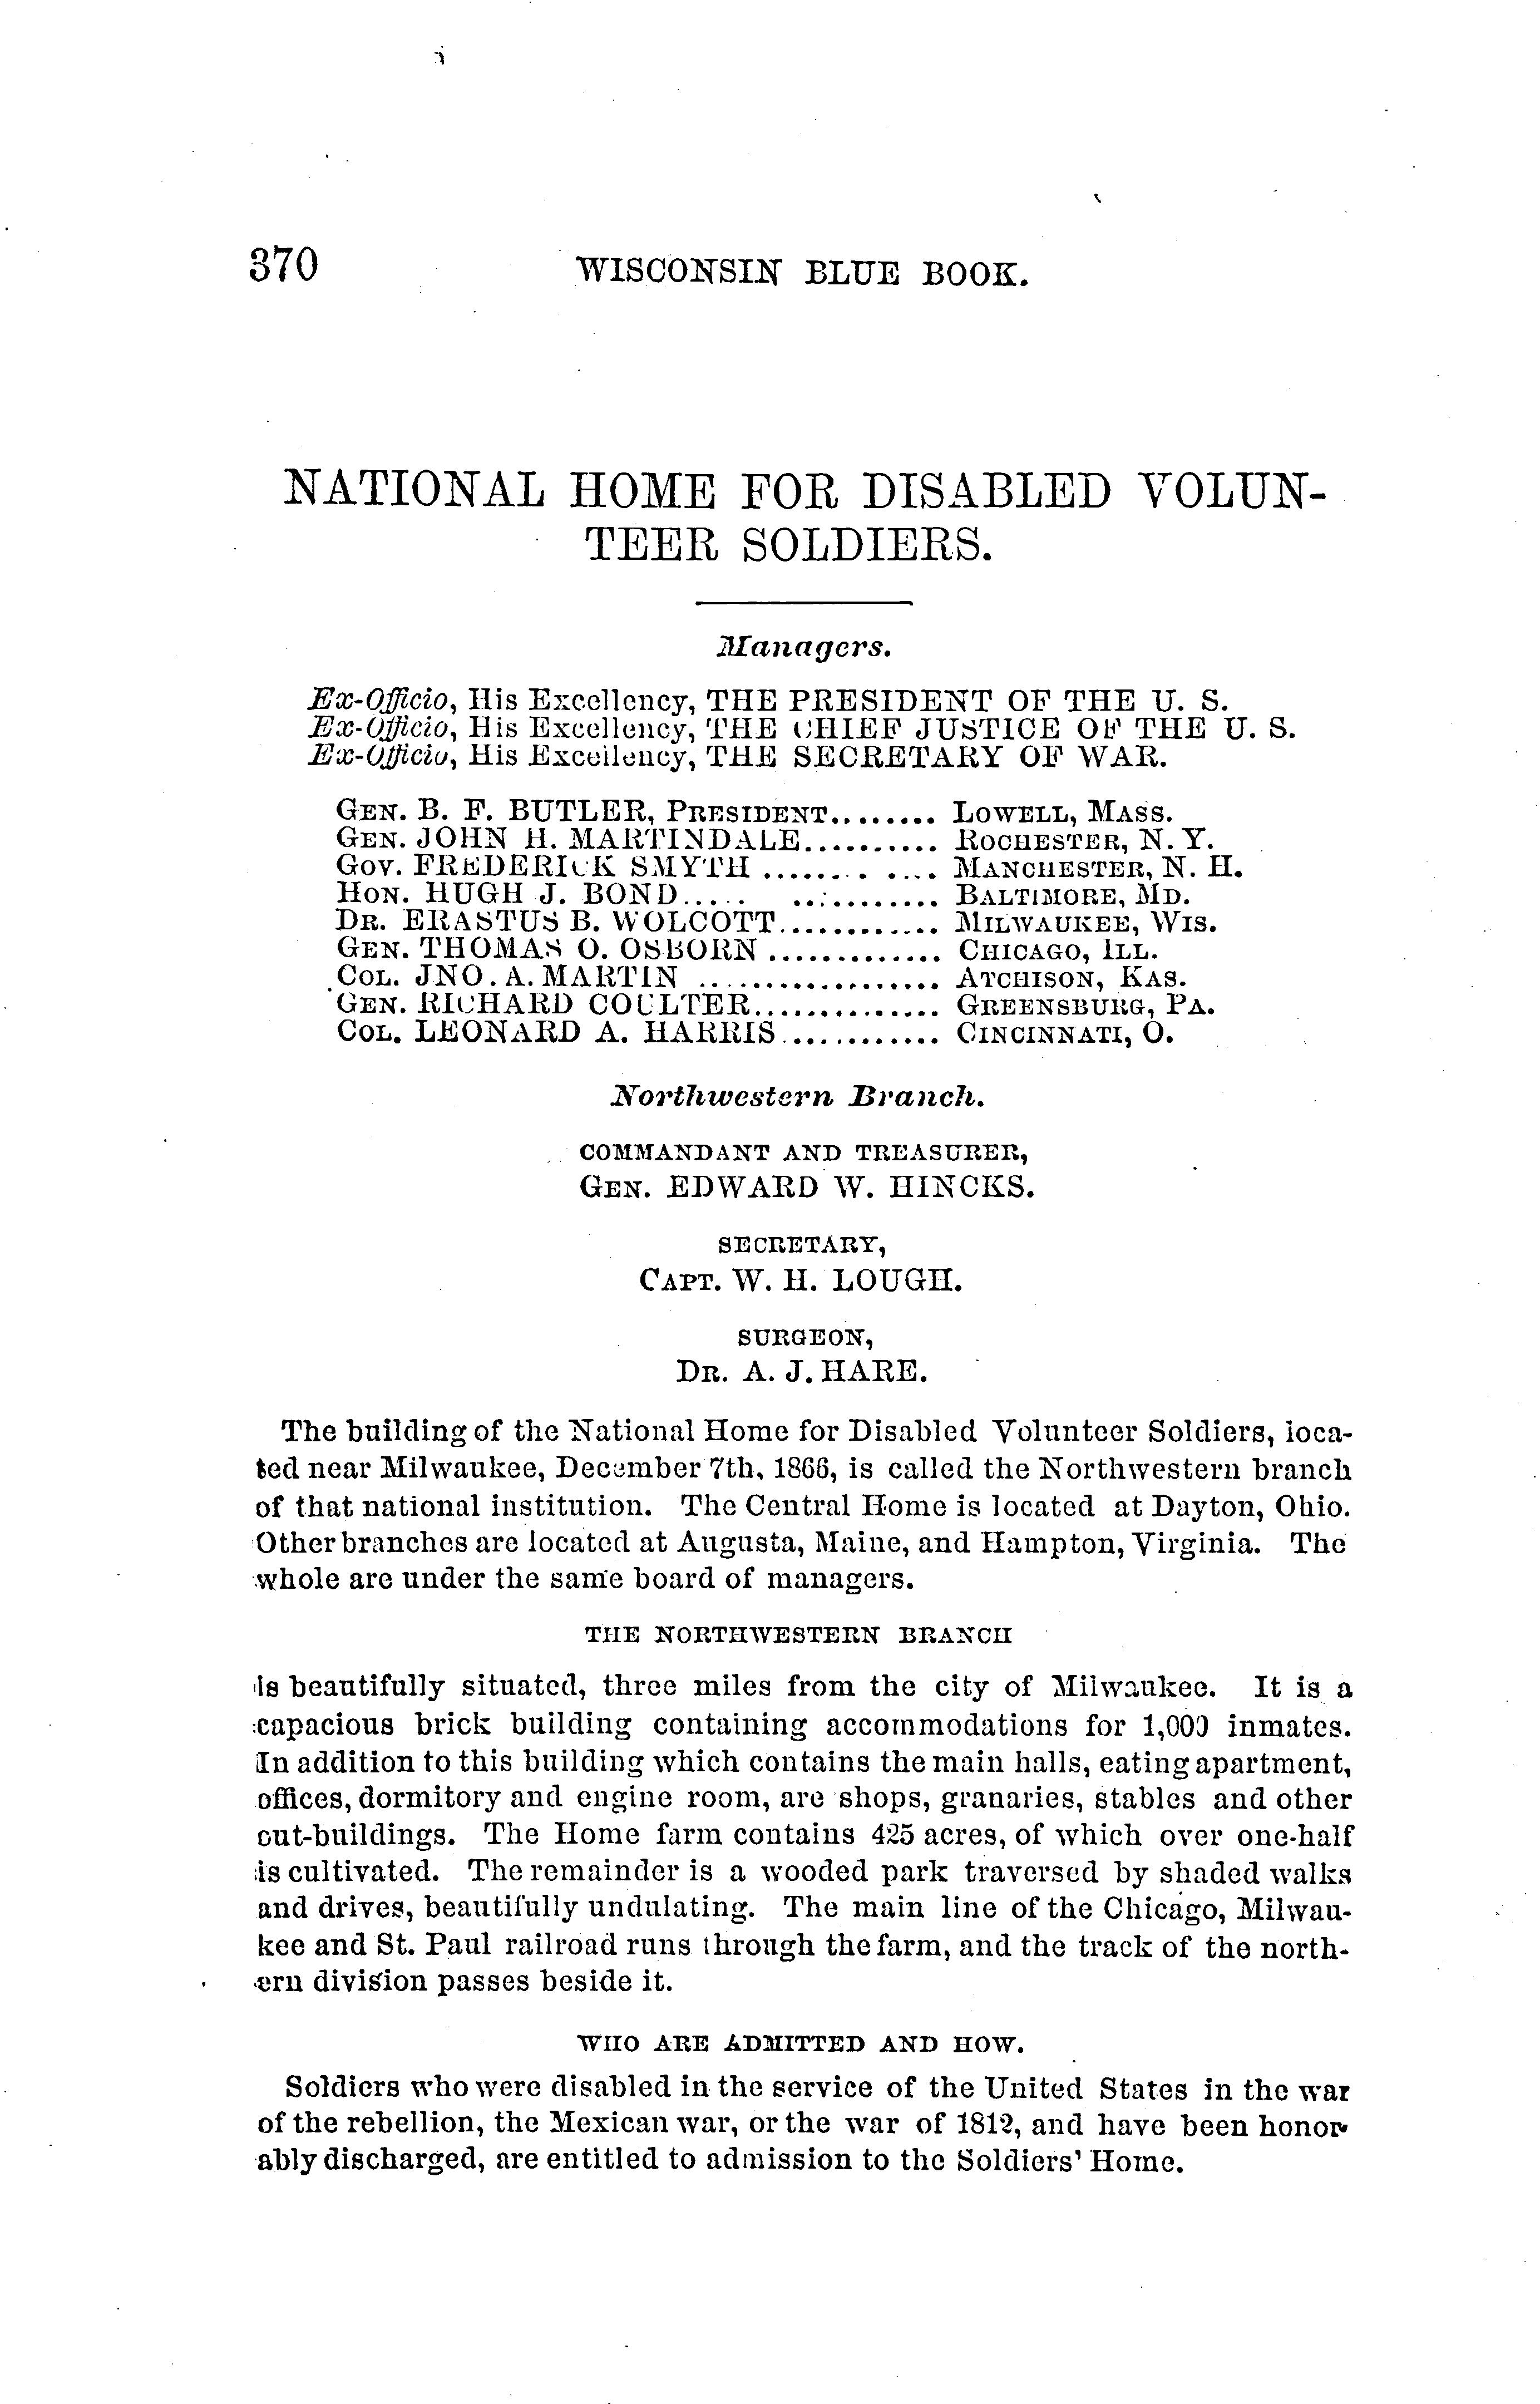 370 WISCONSIN BLUE BOOK.
NATIONAL HOME FOR DISABLED VOLUN-
TEER SOLDIERS.
Managers.
Ex-Officio, His Excellency, THE PRESIDENT OF THE U. S.
Ex-Officio, His Excellency, THE CHIEF JUSTICE OF THE U. S.
Ex-Officio, His Excellency, THE SECRETARY OF WAR.
GEN. B. F. BUTLER, PRESIDENT........ LOWELL, MASS.
GEN. JOHN H. MARTINDALE.......... ROCHESTER, N. Y.
GOV. FREDERICK SMYTH ............ MANCHESTER, N. H.
HON. HUGH J. BOND............... BALTIMORE, MD.
DR. ERASTUS B. WOLCOTT............ MILWAUKEE, WIS.
GEN. THOMAS O. OSBORN ............. CHICAGO, ILL.
COL. JNO. A. MARTIN .................. ATCHISON, KAS.
GEN. RICHARD COULTER.............. GREENSBURG, PA.
COL. LEONARD A. HARRIS............ CINCINNATI, O.
Northwestern Branch.
COMMANDANT AND TREASURER,
GEN. EDWARD W. HINCKS.
SECRETARY,
CAPT. W. H. LOUGH.
SURGEON,
DR. A. J. HARE.
The building of the National Home for Disabled Volunteer Soldiers, loca-
ted near Milwaukee, December 7th, 1866, is called the Northwestern branch
of that national institution. The Central Home is located at Dayton, Ohio.
Other branches are located at Augusta, Maine, and Hampton, Virginia. The
whole are under the same board of managers.
THE NORTHWESTERN BRANCH
is beautifully situated, three miles from the city of Milwaukee. It is a
capacious brick building containing accommodations for 1,000 inmates.
In addition to this building which contains the main halls, eating apartment,
offices, dormitory and engine room, are shops, granaries, stables and other
out-buildings. The Home farm contains 425 acres, of which over one-half
is cultivated. The remainder is a wooded park traversed by shaded walks
and drives, beautifully undulating. The main line of the Chicago, Milwau-
kee and St. Paul railroad runs through the farm, and the track of the north-
ern division passes beside it.
WHO ARE ADMITTED AND HOW.
Soldiers who were disabled in the service of the United States in the war
of the rebellion, the Mexican war, or the war of 1812, and have been honor-
ably discharged, are entitled to admission to the Soldiers' Home.